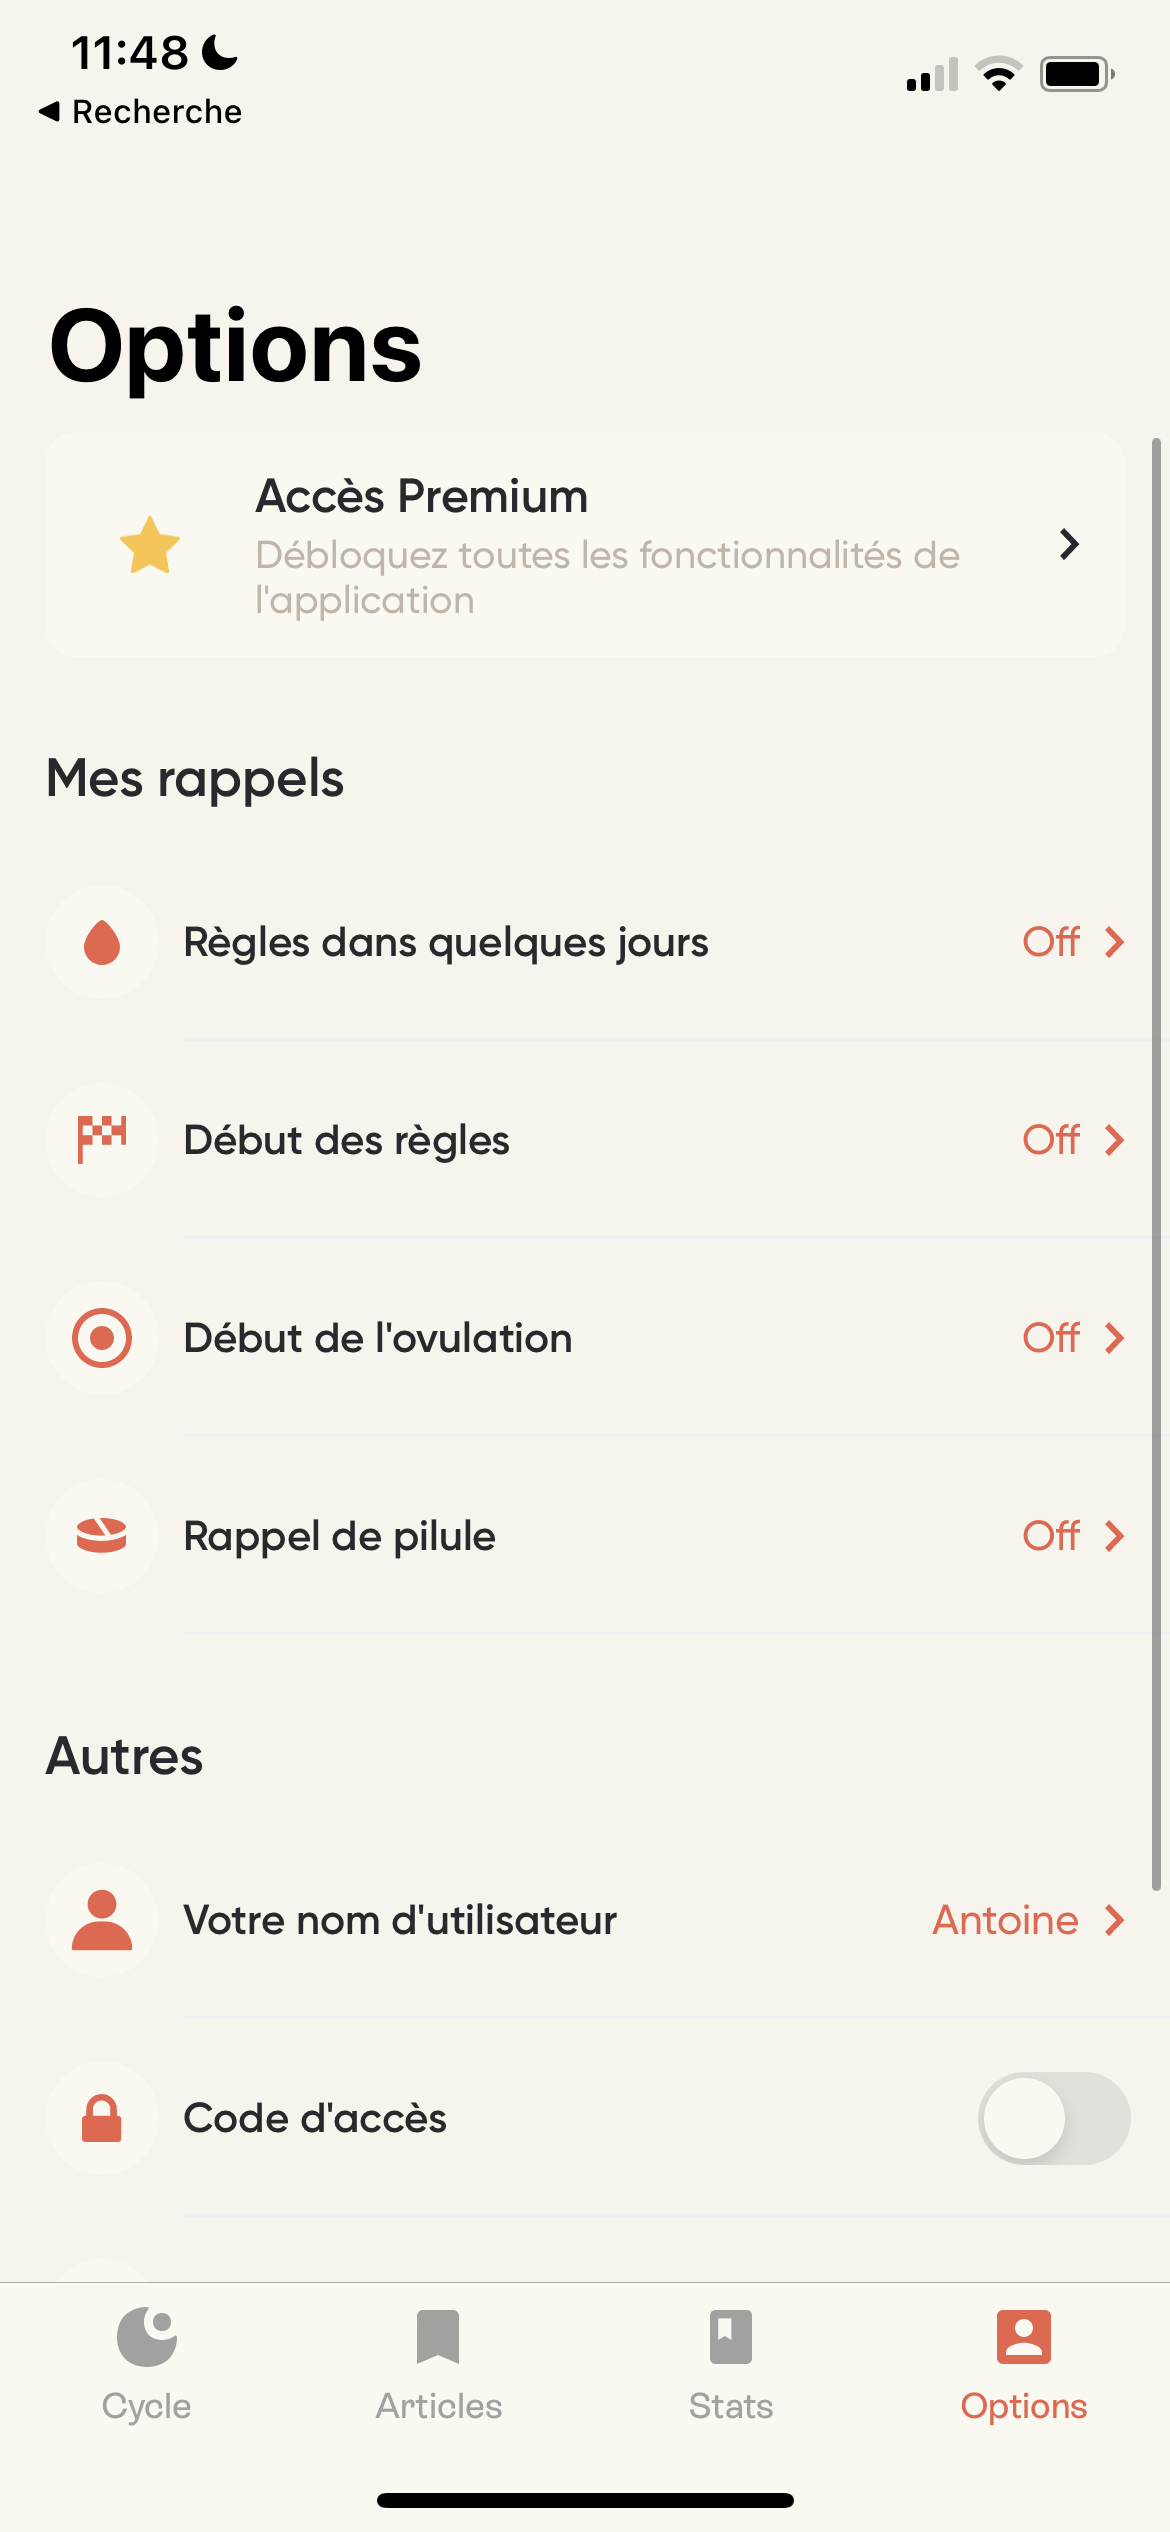 11:48
Recherche
Options
Accès Premium
Débloquez toutes les fonctionnalités de
l'application
Mes rappels
Règles dans quelques jours
Off
Début des règles
Off
Début de l'ovulation
Off
Rappel de pilule
Off
Autres
Votre nom d'utilisateur
Antoine
Code d'accès
Cycle
Articles
Stats
Options